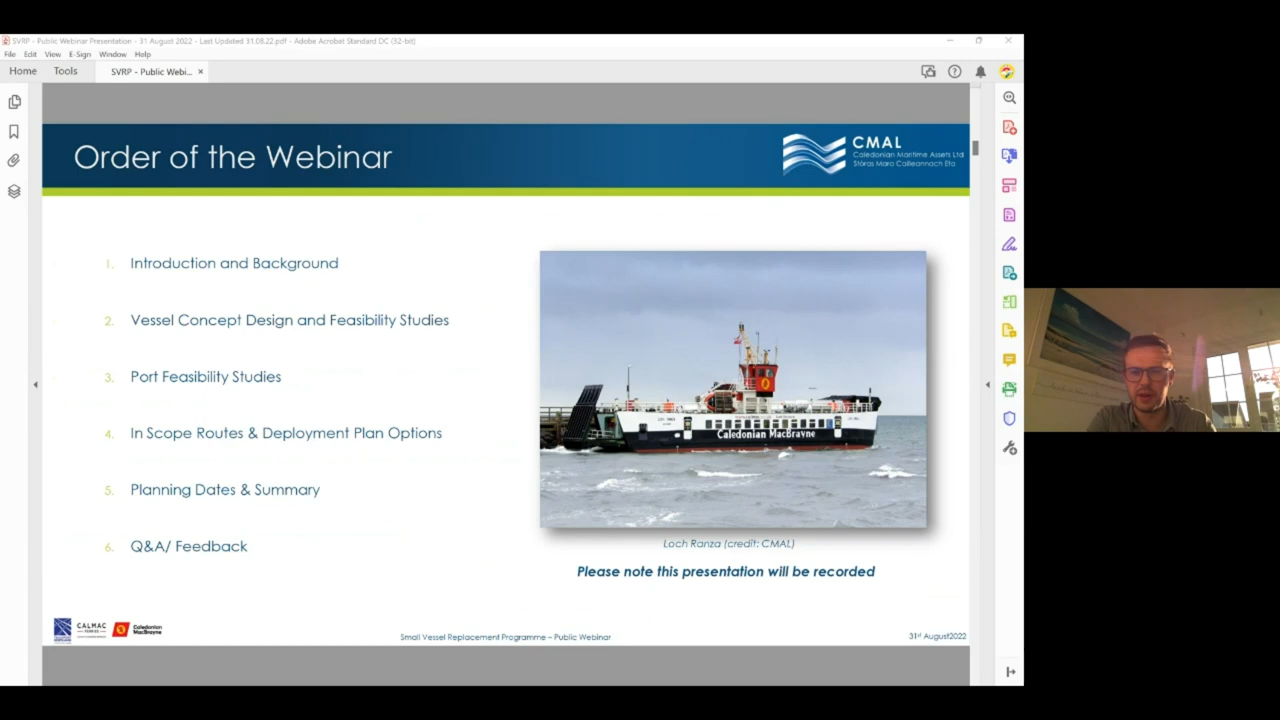 SVRP - Public Webinar Presentation - 31 August 2022 - Last Updated 31.08.22.pdf - Adobe Acrobat Standard DC (32-bit)
File Edit View E-Sign Window Help
Home Tools SVRP - Public Webi... ×
Order of the Webinar
CMAL
Caledonian Maritime Assets Ltd
Stòras Mara Cailleannach Eta
1. Introduction and Background
2. Vessel Concept Design and Feasibility Studies
3. Port Feasibility Studies
4. In Scope Routes & Deployment Plan Options
5. Planning Dates & Summary
6. Q&A/ Feedback
Caledonian MacBrayne
Loch Ranza (credit: CMAL)
Please note this presentation will be recorded
CALMAC
FERRIES
Caledonian
MacBrayne
Small Vessel Replacement Programme – Public Webinar
31st August2022